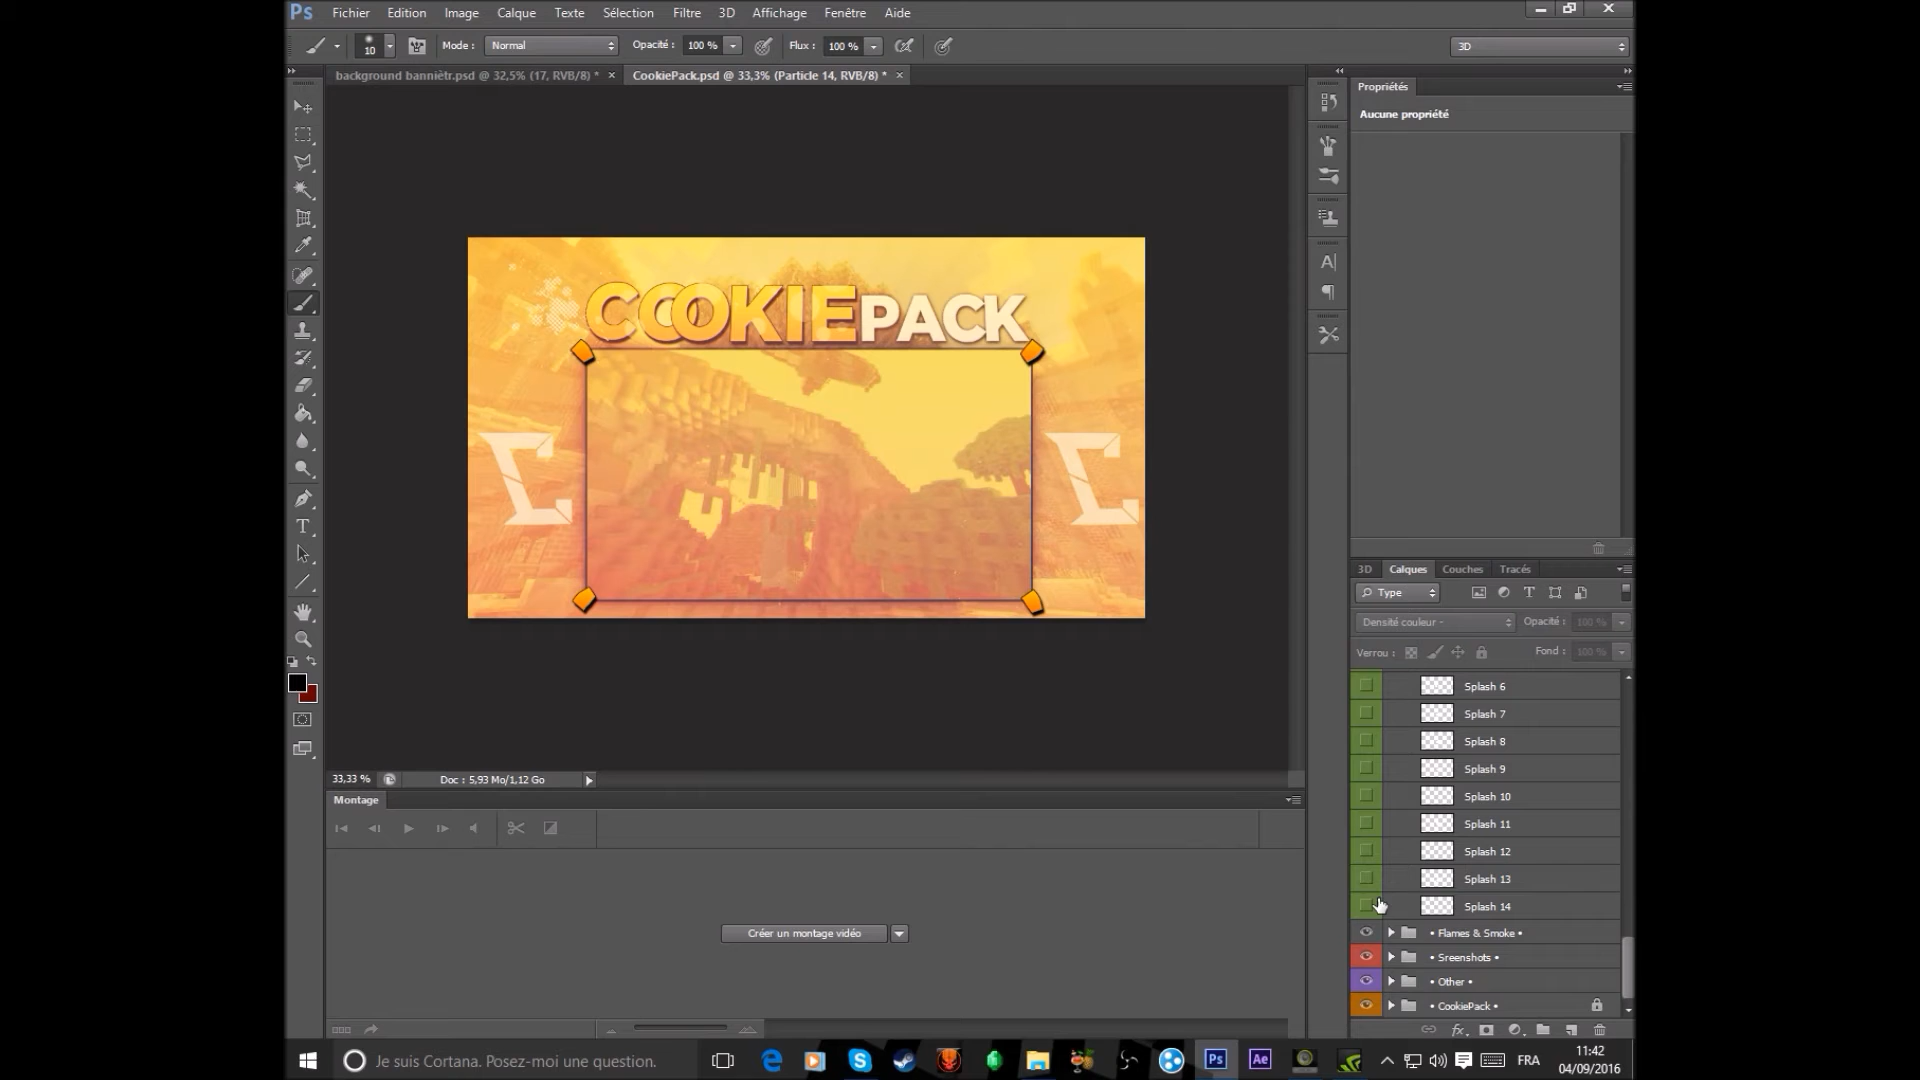 Ps Fichier Edition Image Calque Texte Sélection Filtre 3D Affichage Fenêtre Aide
10 Mode : Normal Opacité : 100 % Flux : 100 % 3D
background banniètr.psd @ 32,5% (17, RVB/8) * × CookiePack.psd @ 33,3% (Particle 14, RVB/8) * ×
Propriétés
Aucune propriété
COOKIEPACK
3D Calques Couches Tracés
Type
Densité couleur - Opacité : 100 %
Verrou : Fond : 100 %
Splash 6
Splash 7
Splash 8
Splash 9
Splash 10
Splash 11
Splash 12
Splash 13
Splash 14
• Flames & Smoke •
• Sreenshots •
• Other •
• CookiePack •
33,33 % Doc : 5,93 Mo/1,12 Go
Montage
Créer un montage vidéo
Je suis Cortana. Posez-moi une question.
Ps Ae FRA 11:42
04/09/2016